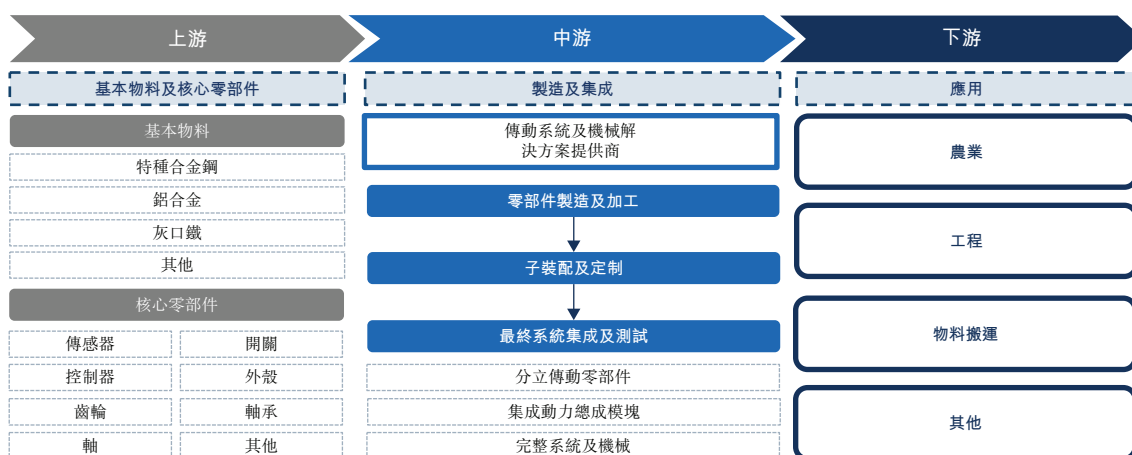 上游
中游
下游
基本物料及核心零部件
製造及集成
應用
基本物料
特種合金鋼
鋁合金
灰口鐵
其他
核心零部件
傳感器
開關
控制器
外殼
齒輪
軸承
軸
其他
傳動系統及機械解
決方案提供商
零部件製造及加工
子裝配及定制
最終系統集成及測試
分立傳動零部件
集成動力總成模塊
完整系統及機械
農業
工程
物料搬運
其他